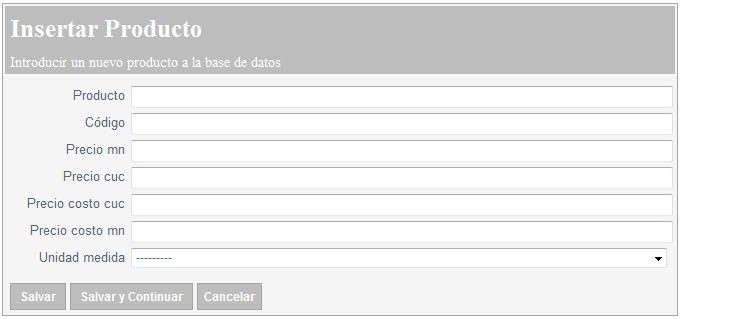 Insertar Producto
Introducir un nuevo producto a la base de datos
Producto
Código
Precio mn
Precio cuc
Precio costo cuc
Precio costo mn
Unidad medida ---------
Salvar Salvar y Continuar Cancelar